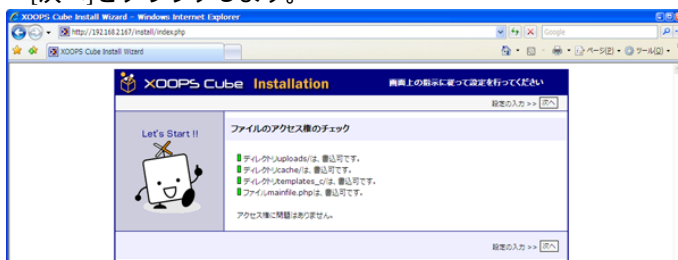 [次へ]をクリックします。
XOOPS Cube Install Wizard - Windows Internet Explorer
http://192.168.2.167/install/index.php
Google
XOOPS Cube Install Wizard
ページ(P)
ツール(O)
XOOPS Cube Installation
画面上の指示に従って設定を行ってください
設定の入力 >> 次へ
Let's Start !!
ファイルのアクセス権のチェック
ディレクトリuploads/は、書込可です。
ディレクトリcache/は、書込可です。
ディレクトリtemplates_c/は、書込可です。
ファイルmainfile.phpは、書込可です。
アクセス権に問題はありません。
設定の入力 >> 次へ